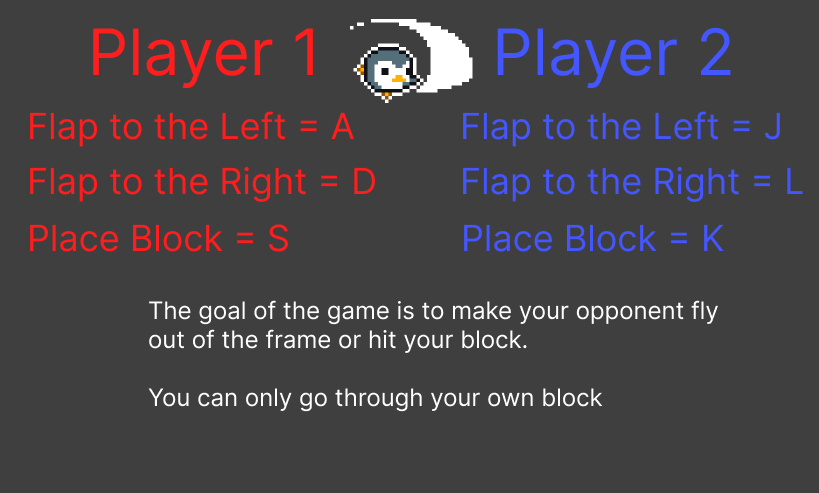 Player 1
Player 2
Flap to the Left = A
Flap to the Right = D
Place Block = S
Flap to the Left = J
Flap to the Right = L
Place Block = K
The goal of the game is to make your opponent fly
out of the frame or hit your block.
You can only go through your own block